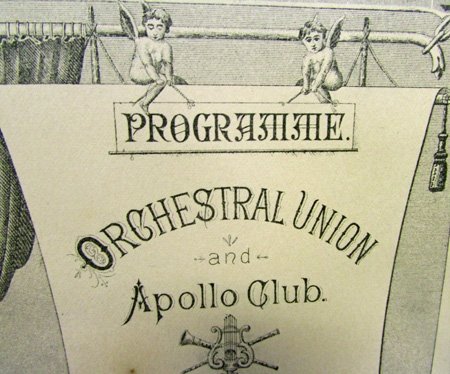 PROGRAMME.
ORCHESTRAL UNION
and
Apollo Club.